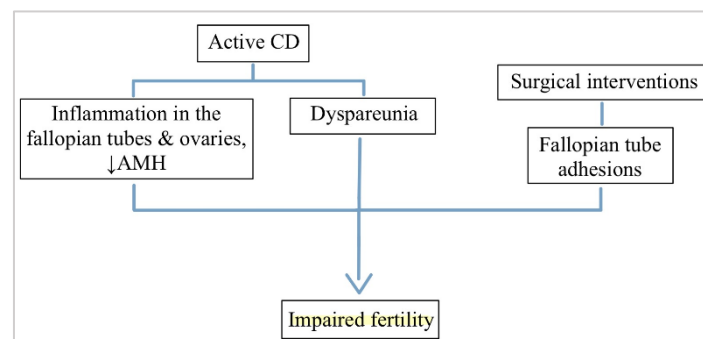 Active CD
Surgical interventions
Inflammation in the
fallopian tubes & ovaries,
↓AMH
Dyspareunia
Fallopian tube
adhesions
Impaired fertility